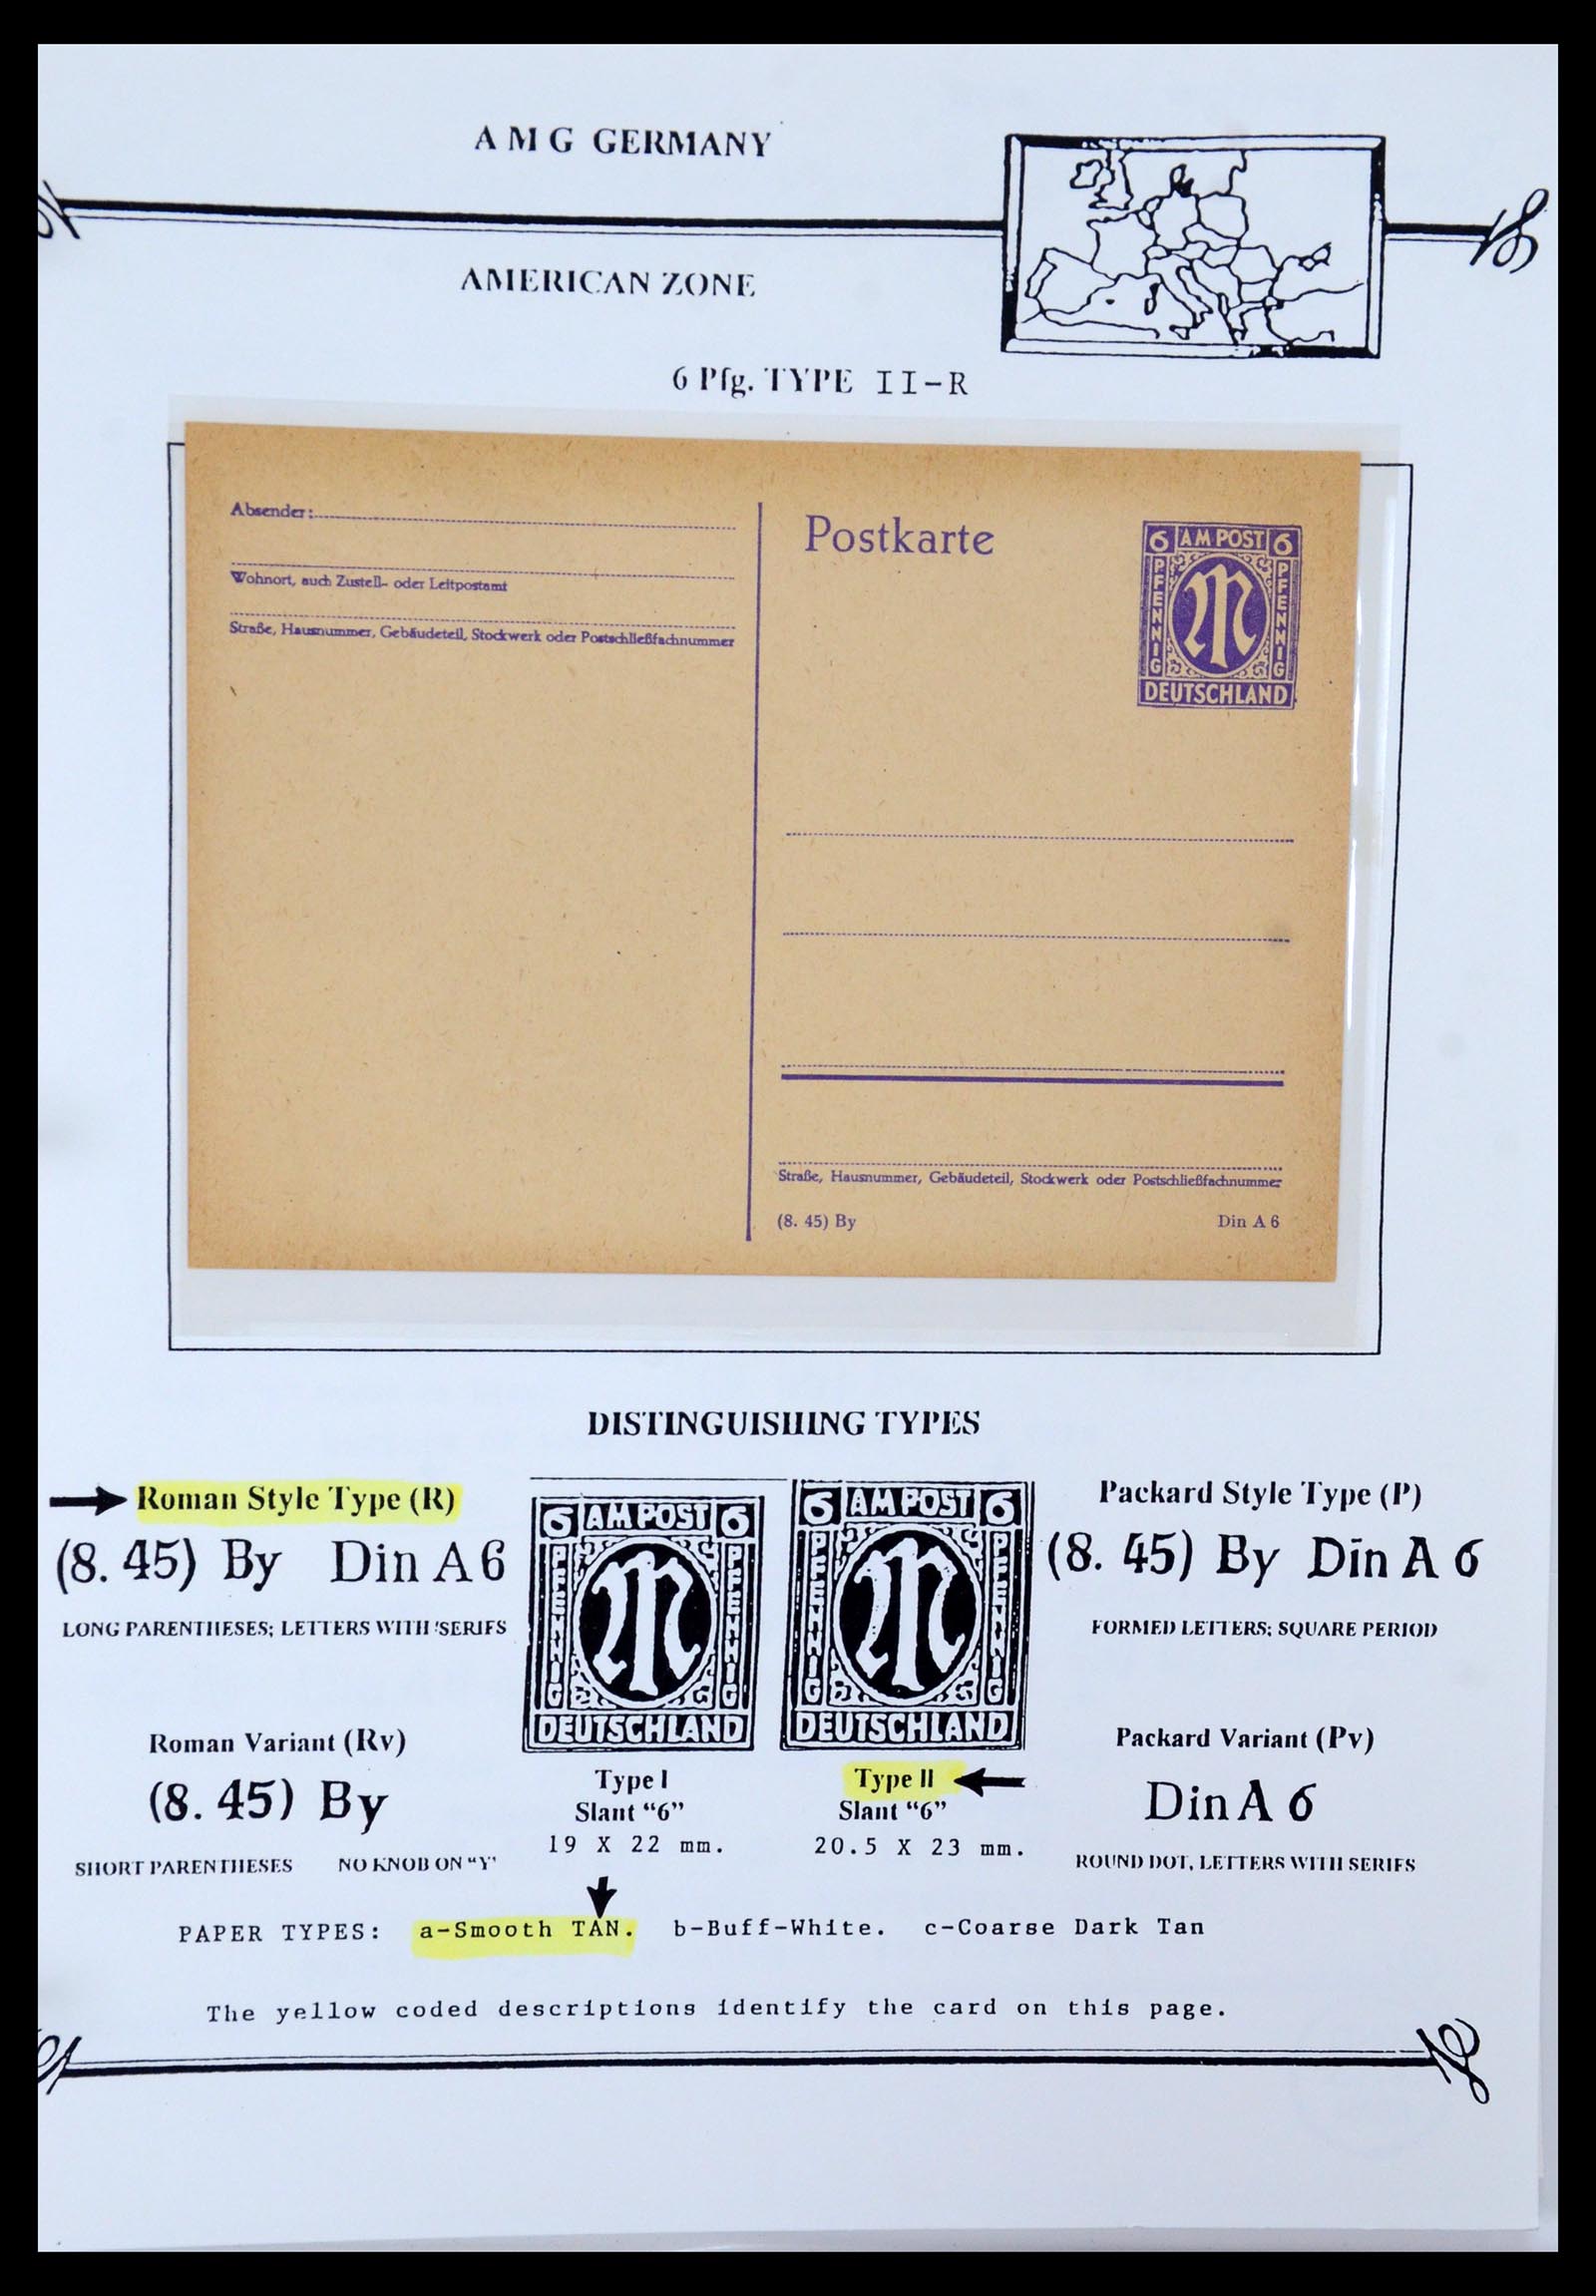 A M G GERMANY
AMERICAN ZONE
6 Pfg. TYPE II-R
Absender:
Wohnort, auch Zustell- oder Leitpostamt
Straße, Hausnummer, Gebäudeteil, Stockwerk oder Postschließfachnummer
Postkarte
6 AM POST 6
PFENNIG
PFENNIG
DEUTSCHLAND
Straße, Hausnummer, Gebäudeteil, Stockwerk oder Postschließfachnummer
(8. 45) By Din A 6
DISTINGUISHING TYPES
Roman Style Type (R)
(8. 45) By Din A 6
LONG PARENTHESES; LETTERS WITH SERIFS
Roman Variant (Rv)
(8. 45) By
SHORT PARENTHESES NO KNOB ON "Y"
6 AM POST 6
PFENNIG
PFENNIG
DEUTSCHLAND
Type I
Slant "6"
19 X 22 mm.
6 AM POST 6
PFENNIG
PFENNIG
DEUTSCHLAND
Type II
Slant "6"
20.5 X 23 mm.
Packard Style Type (P)
(8. 45) By Din A 6
FORMED LETTERS; SQUARE PERIOD
Packard Variant (Pv)
Din A 6
ROUND DOT, LETTERS WITH SERIFS
PAPER TYPES: a-Smooth TAN. b-Buff-White. c-Coarse Dark Tan
The yellow coded descriptions identify the card on this page.